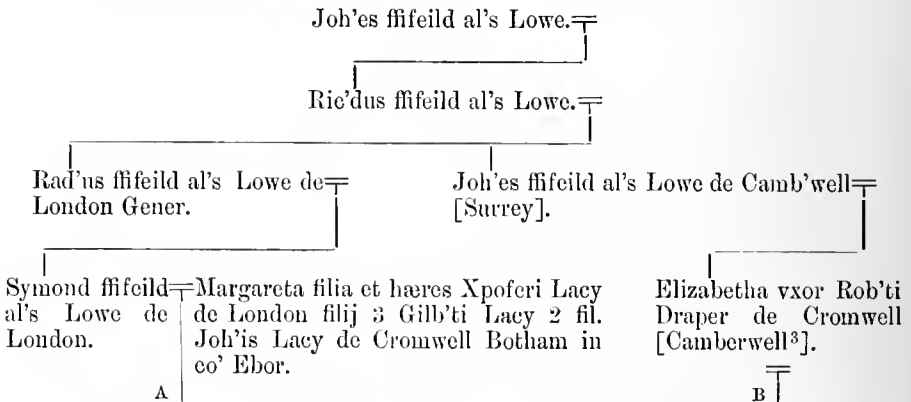 Joh'es ffifeild al's Lowe.
Ric'dus ffifeild al's Lowe.
Rad'us ffifeild al's Lowe de
London Gener.
Joh'es ffifeild al's Lowe de Camb'well
[Surrey].
Symond ffifeild
al's Lowe de
London.
Margareta filia et hæres Xpoferi Lacy
de London filij 3 Gilb'ti Lacy 2 fil.
Joh'is Lacy de Cromwell Botham in
co' Ebor.
Elizabetha vxor Rob'ti
Draper de Cromwell
[Camberwell³].
A
B